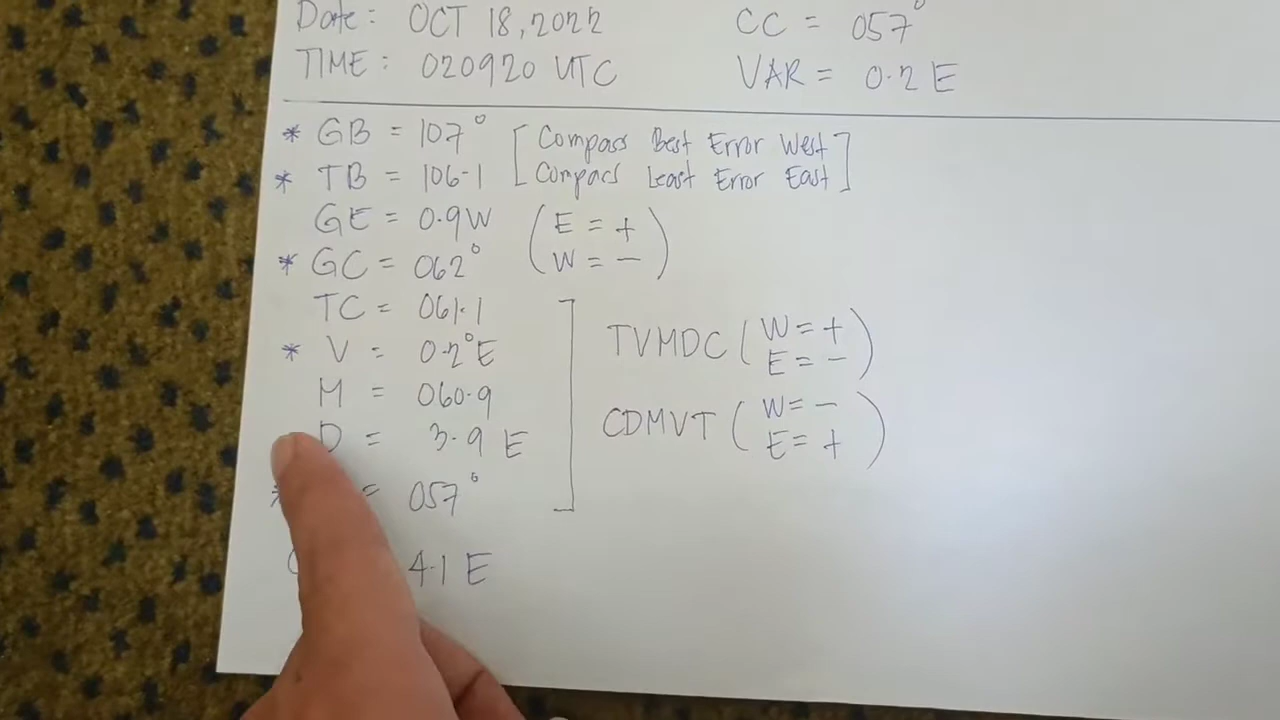 Date: OCT 18, 2022
CC = 057°
TIME: 020920 UTC
VAR = 0.2 E
* GB = 107° [Compass Best Error West]
* TB = 106.1 [Compars Least Error East]
GE = 0.9W (E = +
W = -)
* GC = 062°
TC = 061.1
* V = 0.2°E
M = 060.9
D = 3.9 E
* = 057°
4.1 E
TVMDC (W = +
E = -)
CDMVT (W = -
E = +)